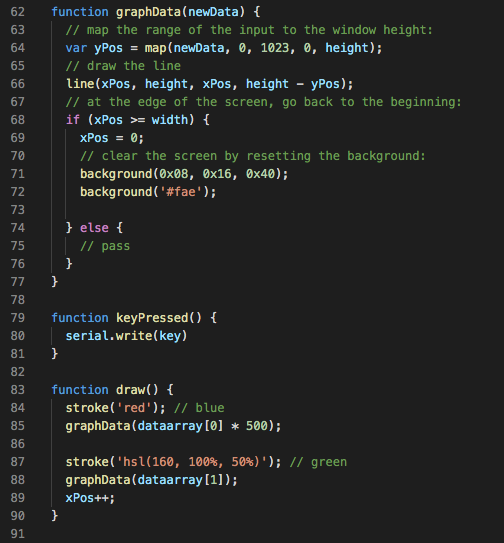 62 function graphData(newData) {
63 // map the range of the input to the window height:
64 var yPos = map(newData, 0, 1023, 0, height);
65 // draw the line
66 line(xPos, height, xPos, height - yPos);
67 // at the edge of the screen, go back to the beginning:
68 if (xPos >= width) {
69 xPos = 0;
70 // clear the screen by resetting the background:
71 background(0x08, 0x16, 0x40);
72 background('#fae');
73
74 } else {
75 // pass
76 }
77 }
78
79 function keyPressed() {
80 serial.write(key)
81 }
82
83 function draw() {
84 stroke('red'); // blue
85 graphData(dataarray[0] * 500);
86
87 stroke('hsl(160, 100%, 50%)'); // green
88 graphData(dataarray[1]);
89 xPos++;
90 }
91